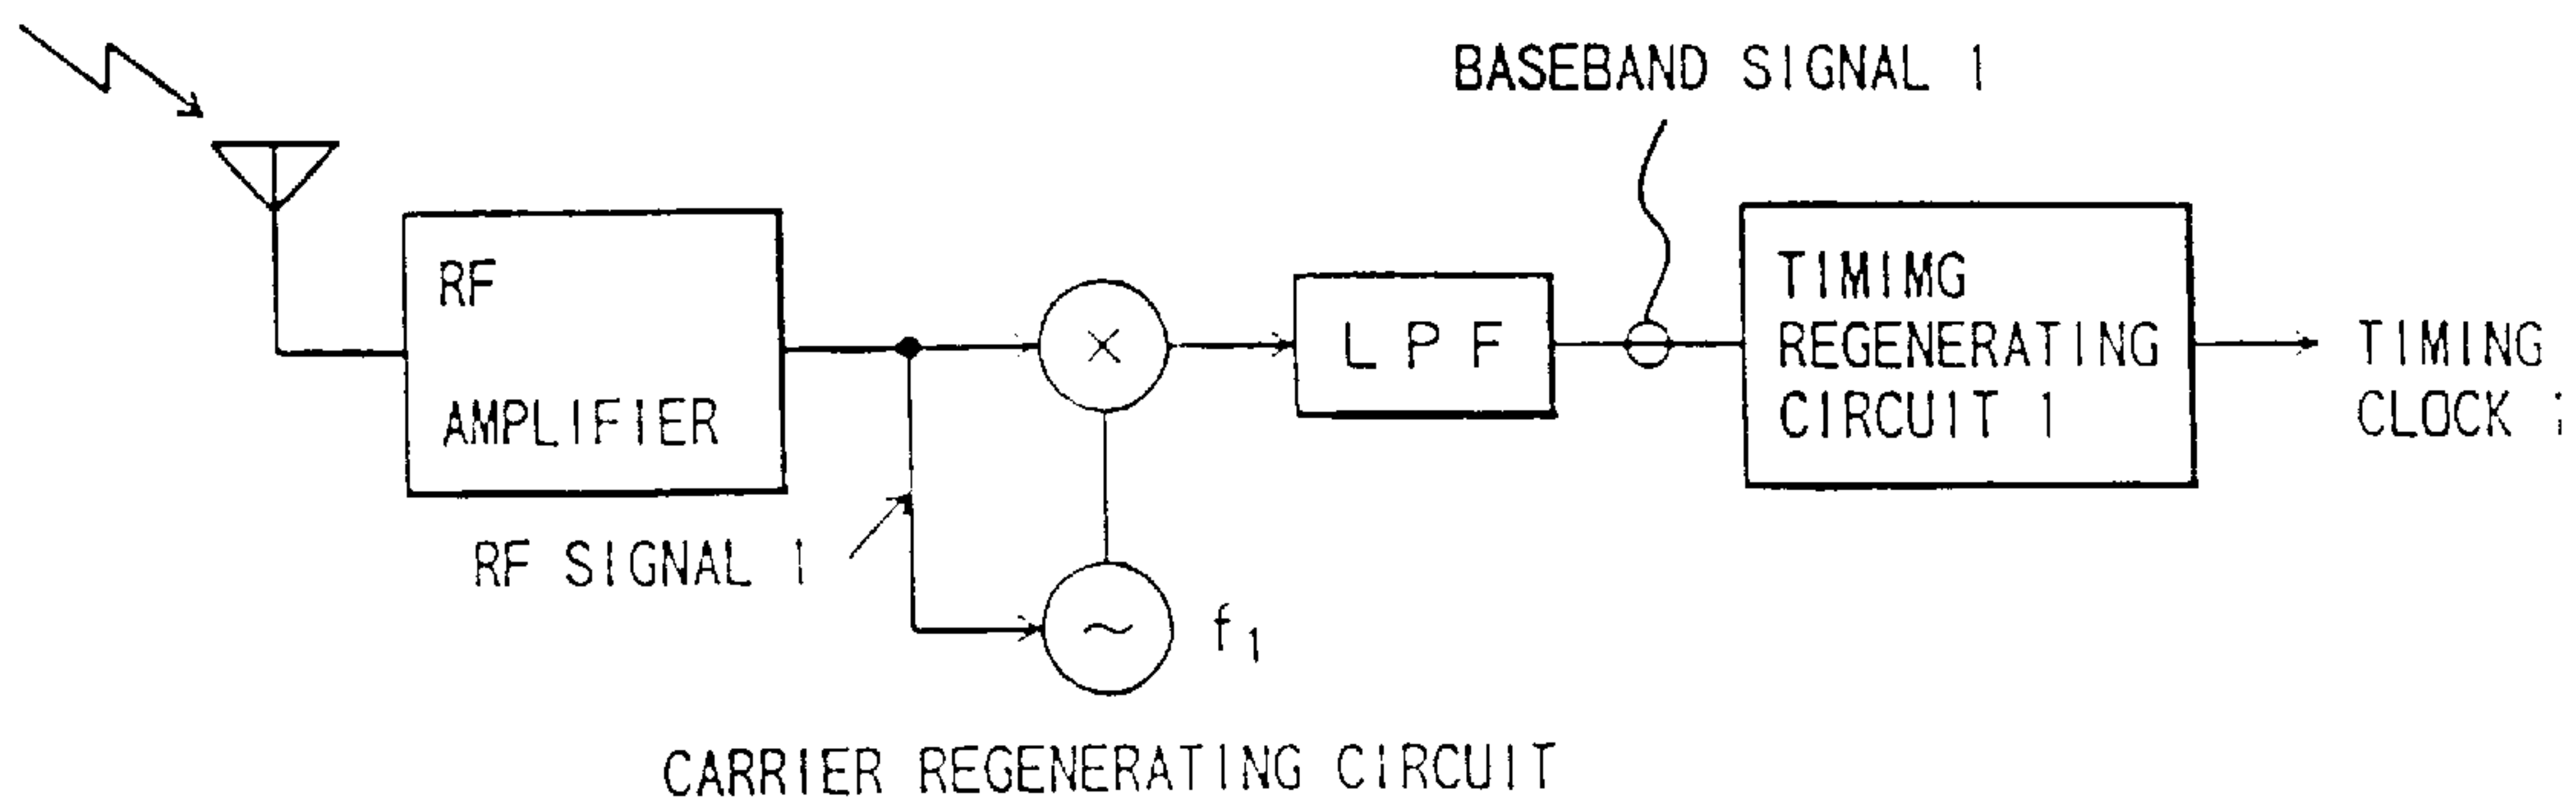 BASEBAND SIGNAL 1
RF
AMPLIFIER
RF SIGNAL 1
×
~
f₁
L P F
TIMIMG
REGENERATING
CIRCUIT 1
TIMING
CLOCK
CARRIER REGENERATING CIRCUIT